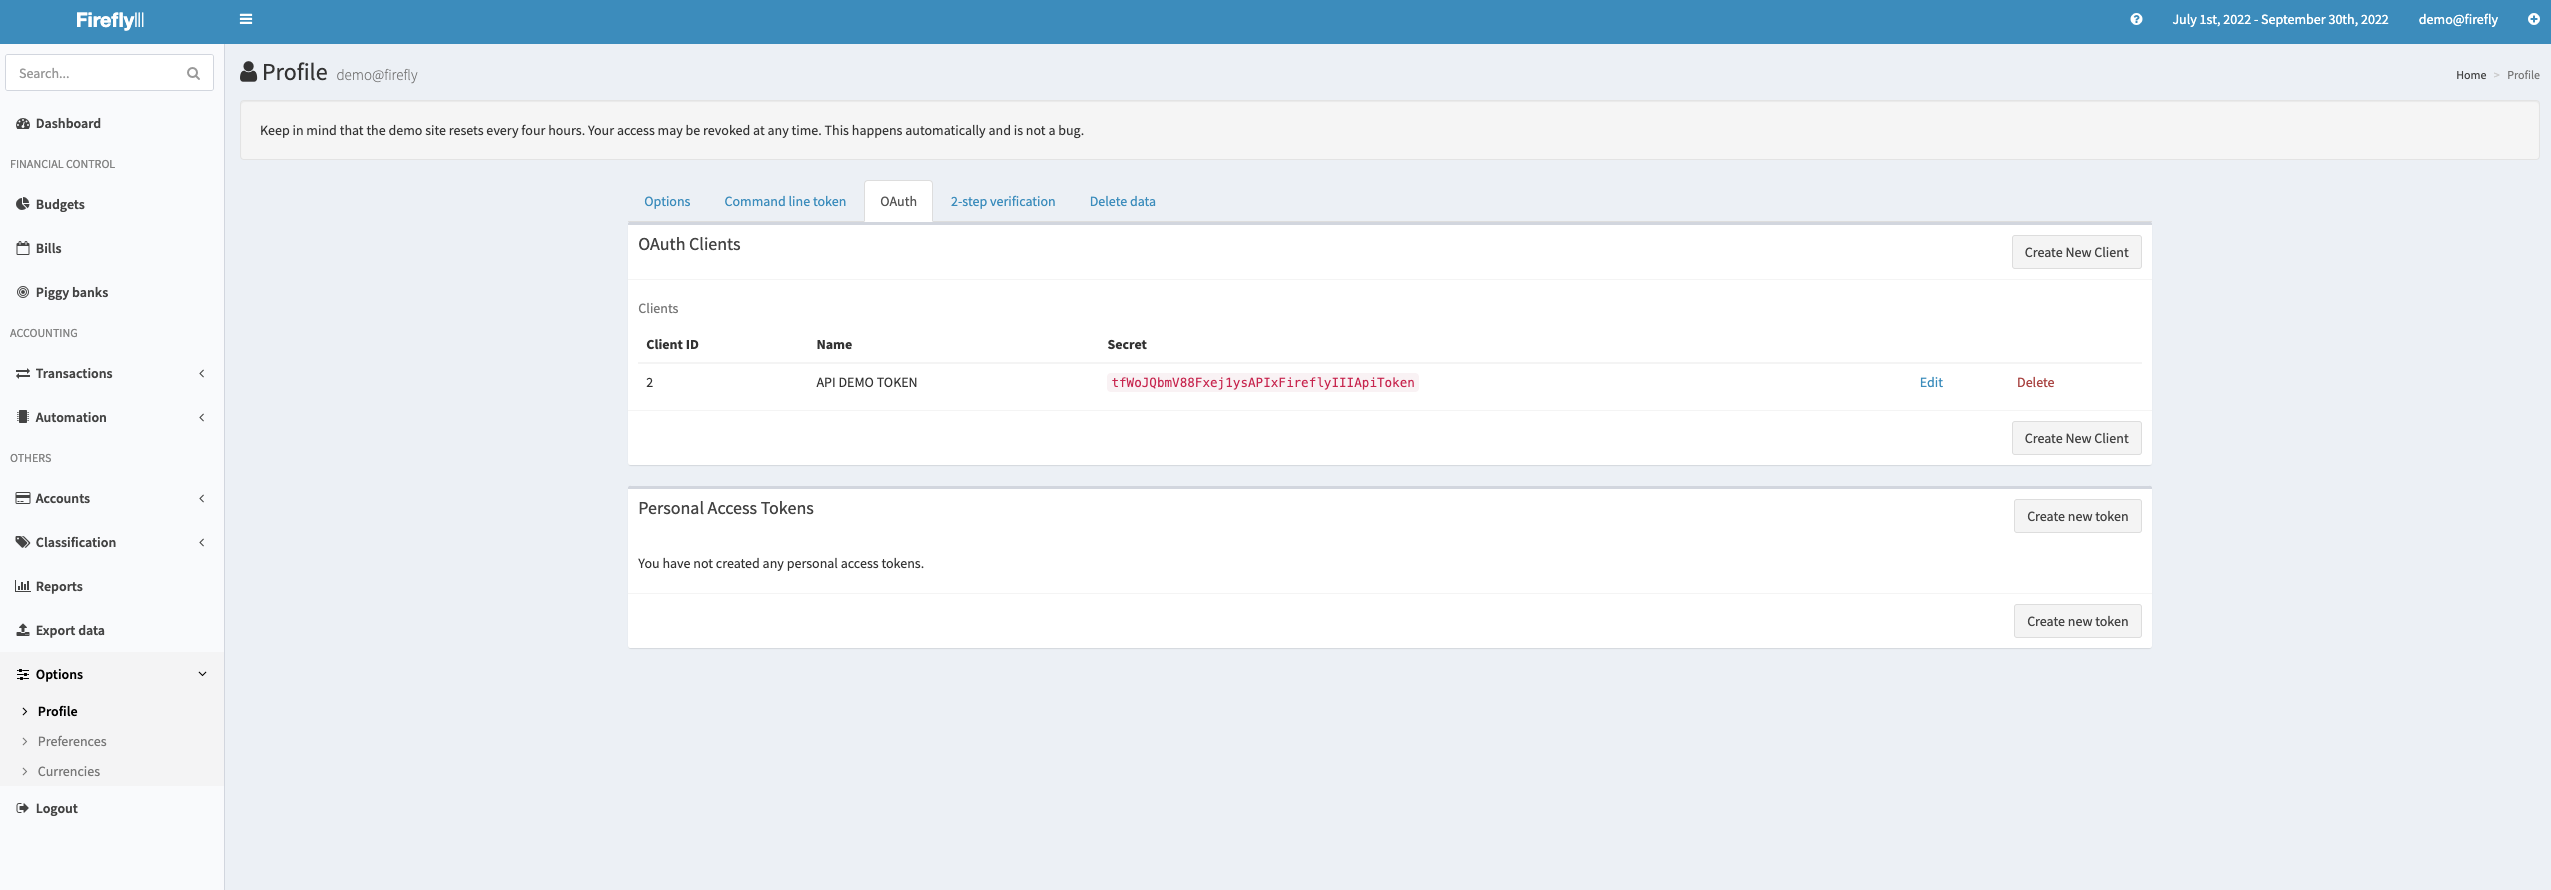 FireflyIII
July 1st, 2022 - September 30th, 2022
demo@firefly
Search...
Dashboard
FINANCIAL CONTROL
Budgets
Bills
Piggy banks
ACCOUNTING
Transactions
Automation
OTHERS
Accounts
Classification
Reports
Export data
Options
Profile
Preferences
Currencies
Logout
Profile demo@firefly
Home > Profile
Keep in mind that the demo site resets every four hours. Your access may be revoked at any time. This happens automatically and is not a bug.
Options Command line token OAuth 2-step verification Delete data
OAuth Clients
Create New Client
Clients
Client ID Name Secret
2 API DEMO TOKEN tfWoJQbmV88Fxej1ysAPIxFireflyIIIApiToken Edit Delete
Create New Client
Personal Access Tokens
Create new token
You have not created any personal access tokens.
Create new token